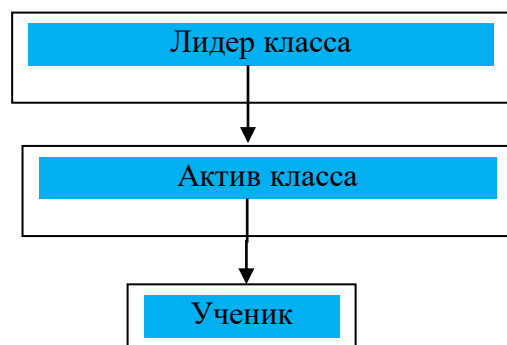 Лидер класса
Актив класса
Ученик